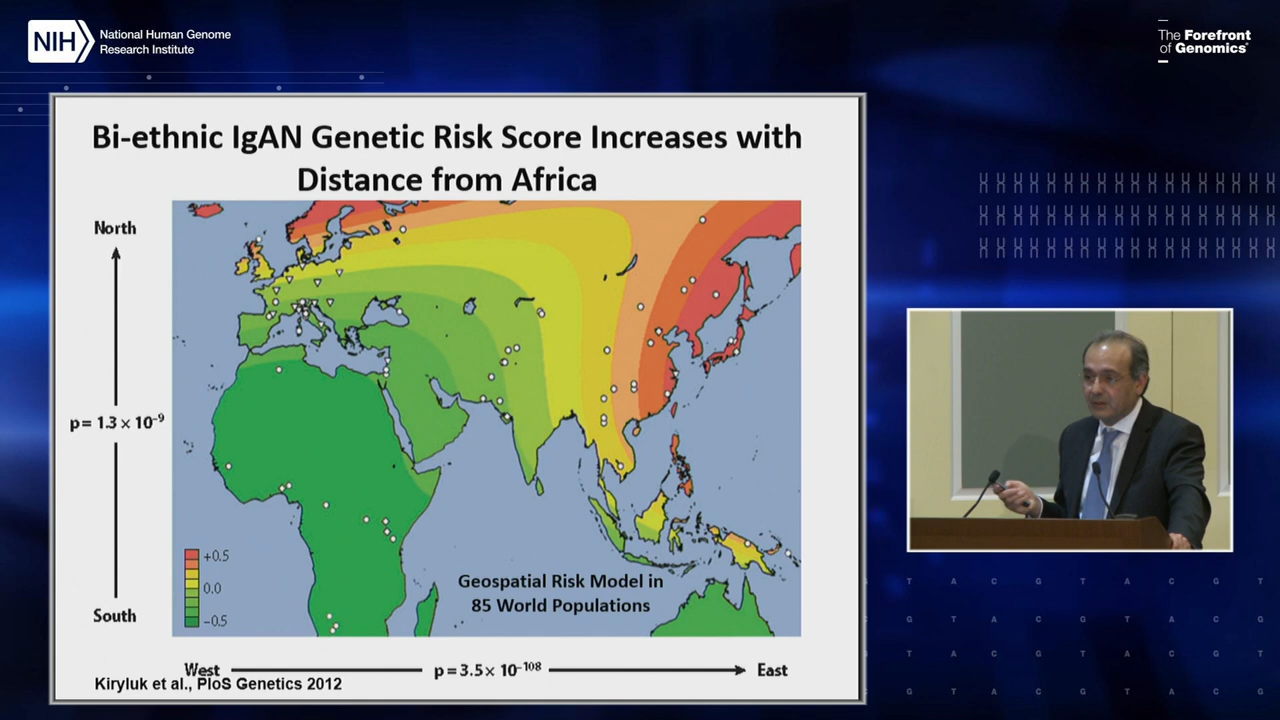 NIH National Human Genome
Research Institute
The Forefront
of Genomics®
Bi-ethnic IgAN Genetic Risk Score Increases with
Distance from Africa
North
p = 1.3 × 10⁻⁹
South
+0.5
0.0
−0.5
Geospatial Risk Model in
85 World Populations
West
p = 3.5 × 10⁻¹⁰⁸
East
Kiryluk et al., PloS Genetics 2012
T A C G T A C G T
T A C G T A C G
T A C G T A C G
A C G T A C G